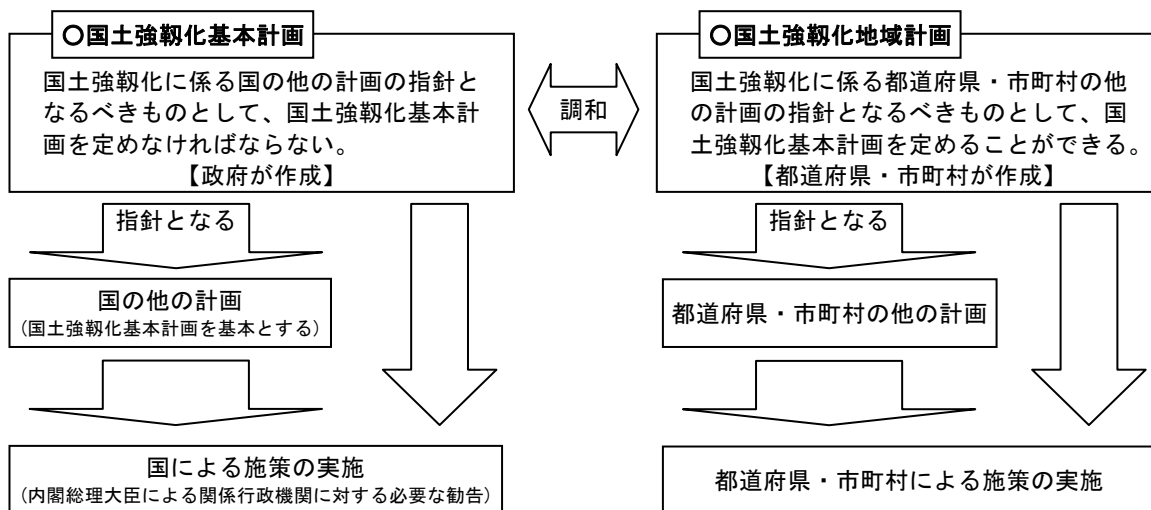 〇国土強靱化基本計画
国土強靱化に係る国の他の計画の指針と
なるべきものとして、国土強靱化基本計
画を定めなければならない。
【政府が作成】
調和
〇国土強靱化地域計画
国土強靱化に係る都道府県・市町村の他
の計画の指針となるべきものとして、国
土強靱化基本計画を定めることができる。
【都道府県・市町村が作成】
指針となる
国の他の計画
(国土強靱化基本計画を基本とする)
国による施策の実施
(内閣総理大臣による関係行政機関に対する必要な勧告)
指針となる
都道府県・市町村の他の計画
都道府県・市町村による施策の実施